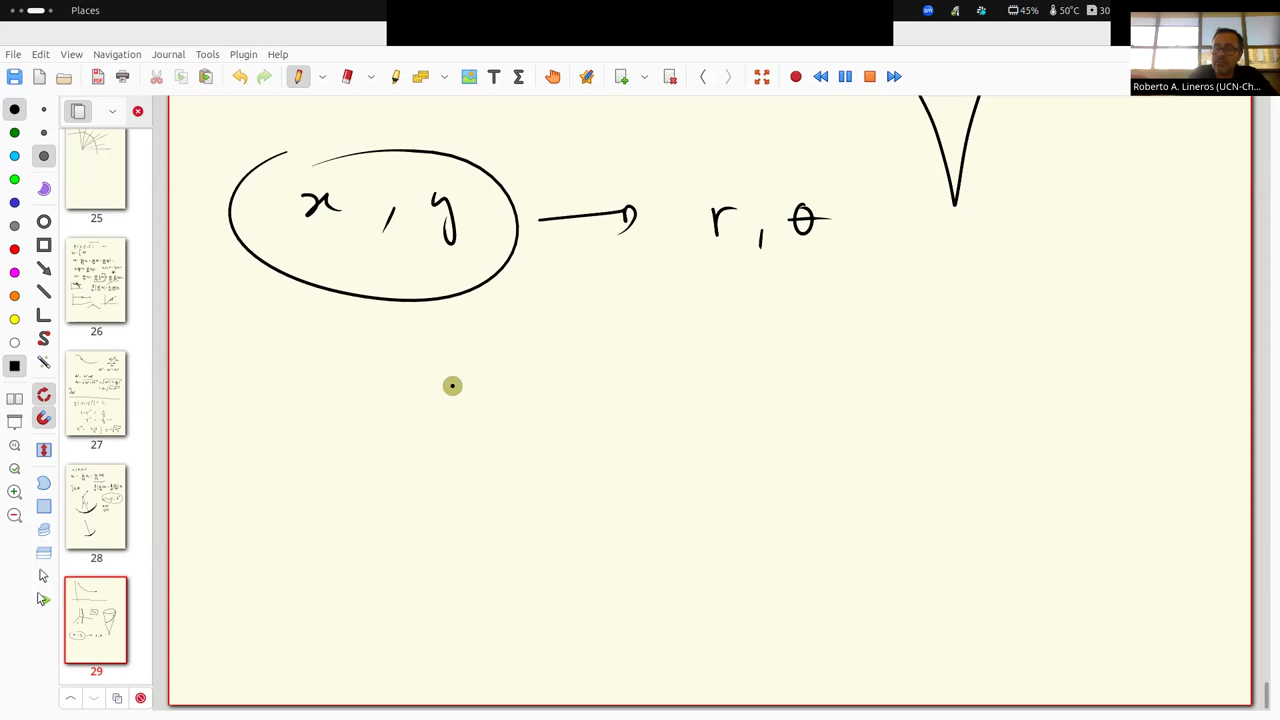 Places
45%
50°C
30
File Edit View Navigation Journal Tools Plugin Help
Roberto A. Lineros (UCN-Ch...
x , y → r , θ
25
26
27
28
29